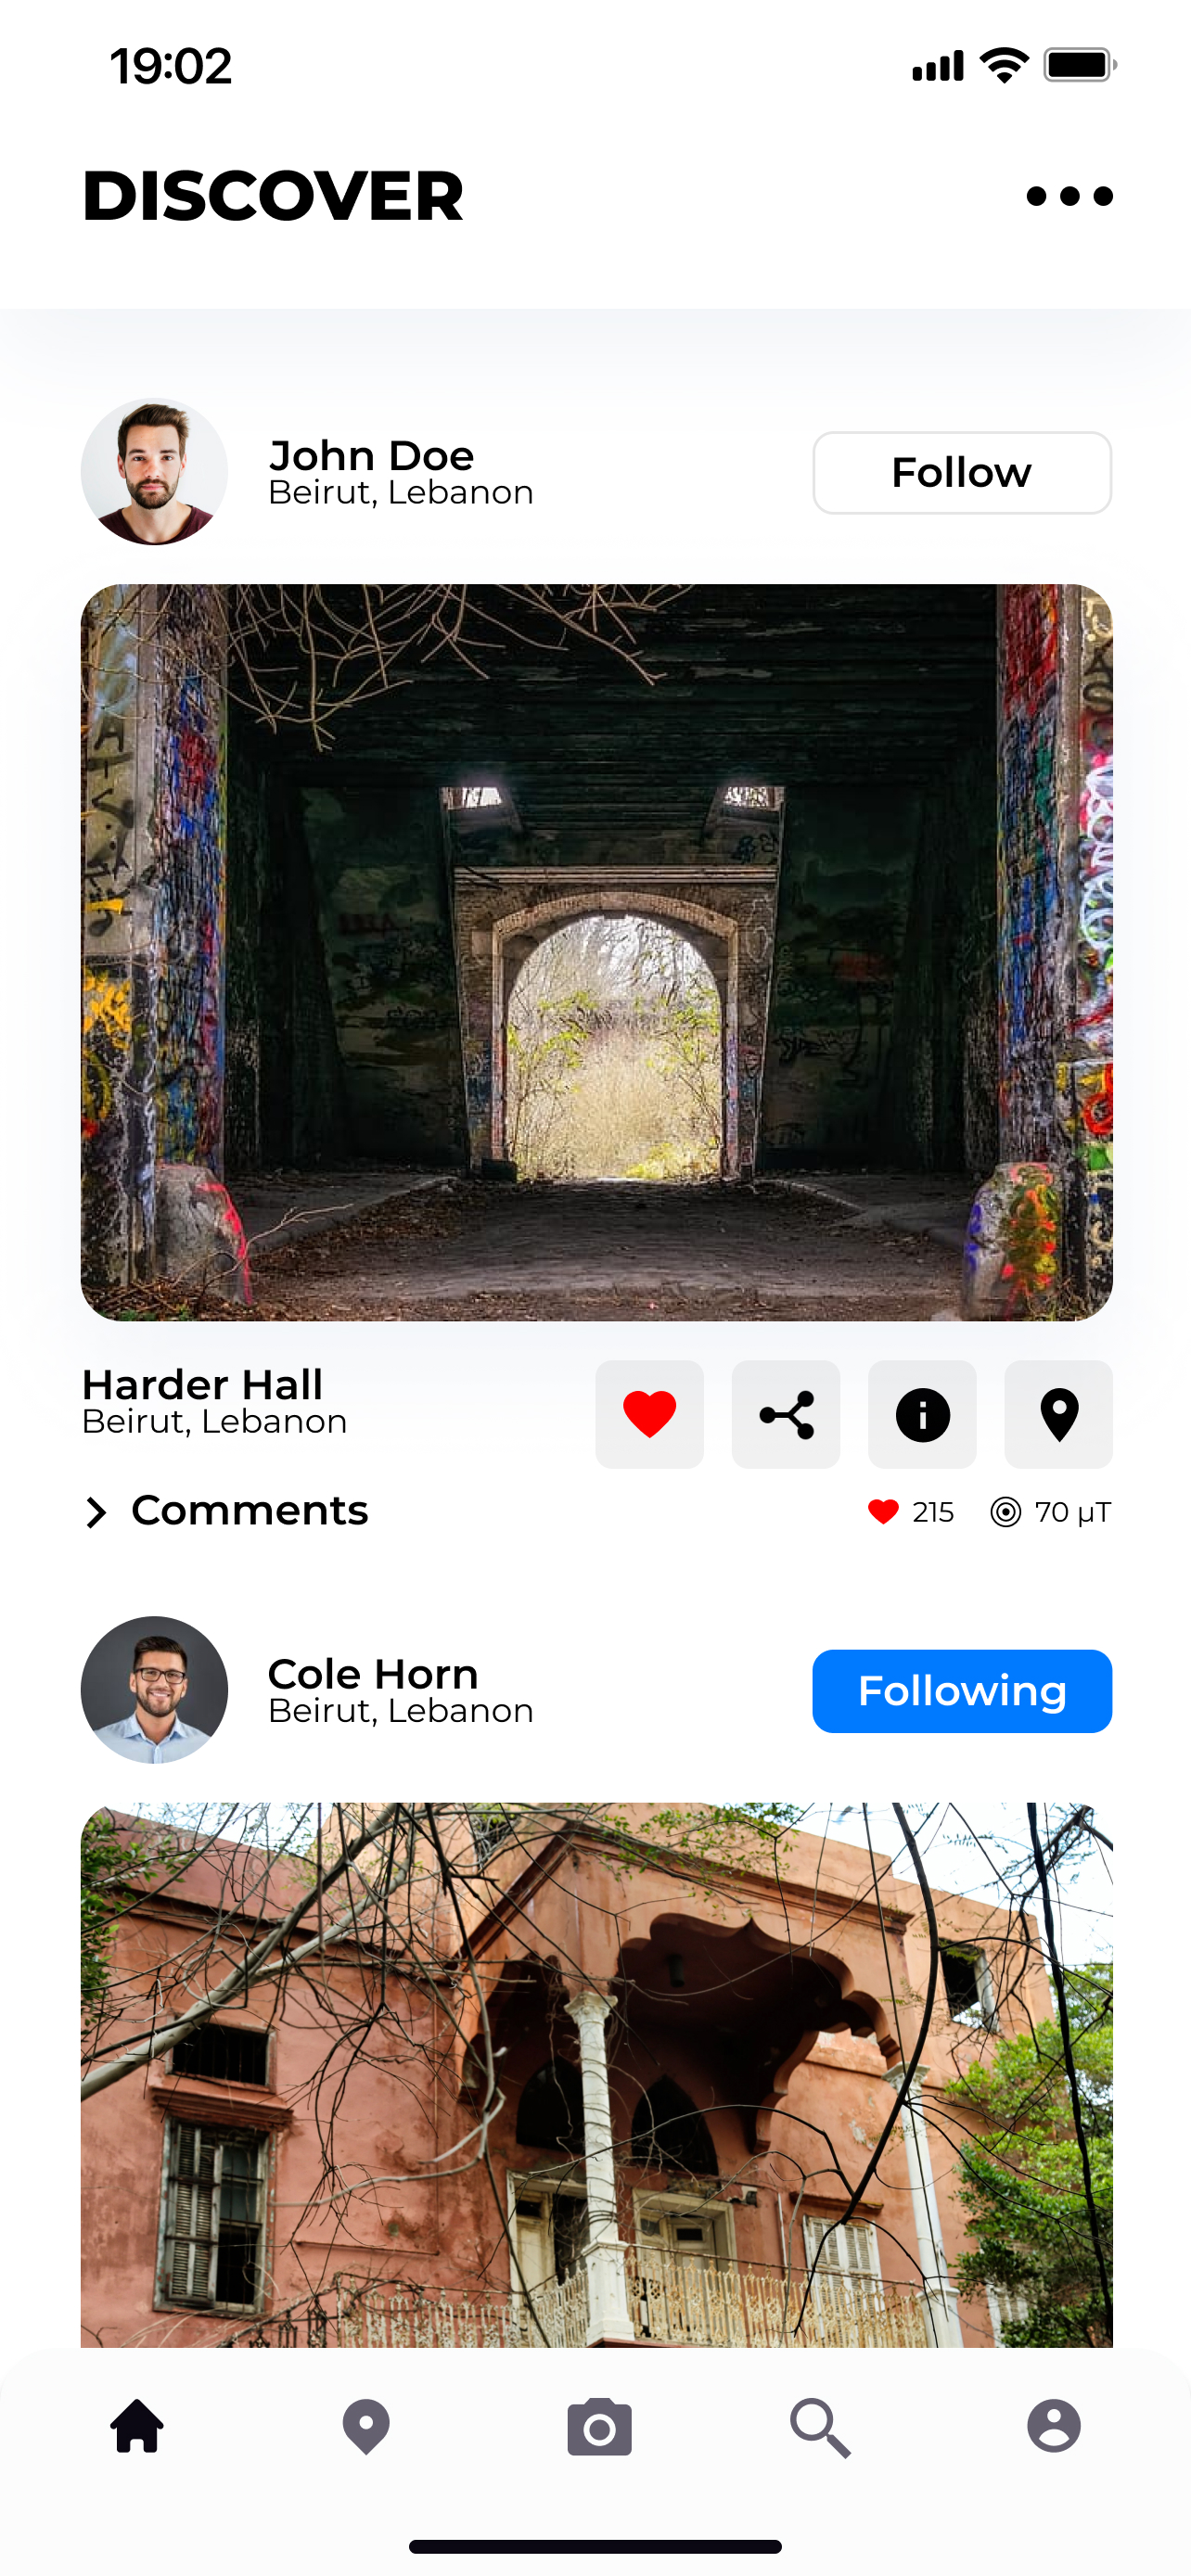 19:02
DISCOVER
John Doe
Beirut, Lebanon
Follow
Harder Hall
Beirut, Lebanon
Comments
215
70 µT
Cole Horn
Beirut, Lebanon
Following